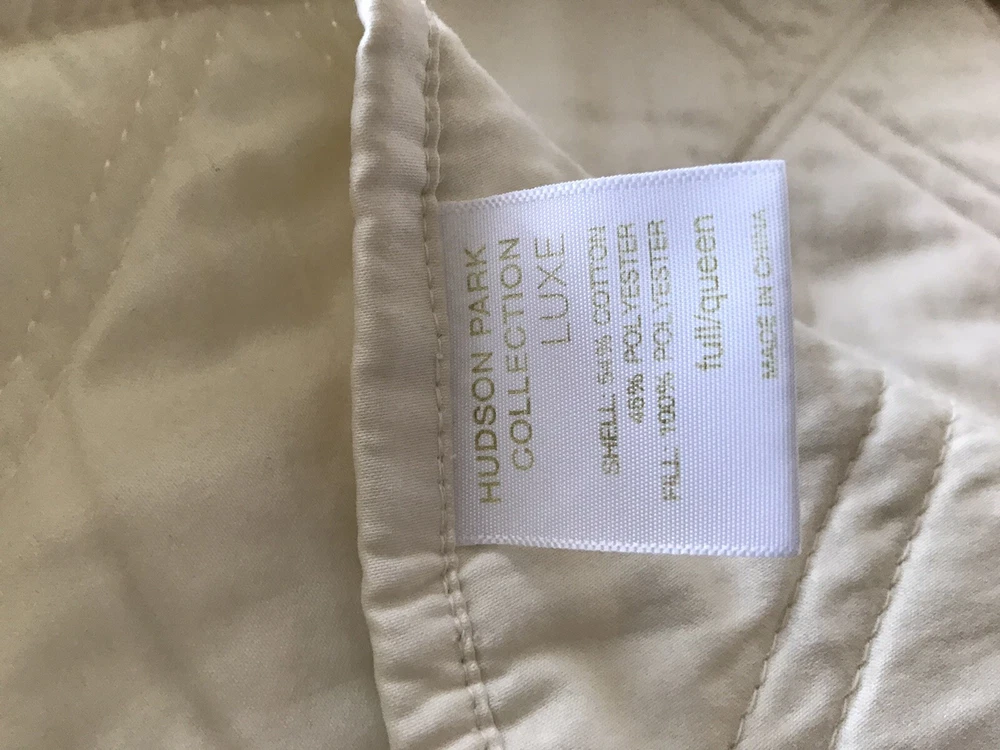 HUDSON PARK
COLLECTION
LUXE
SHELL: 54% COTTON
46% POLYESTER
FILL: 100% POLYESTER
full/queen
MADE IN CHINA